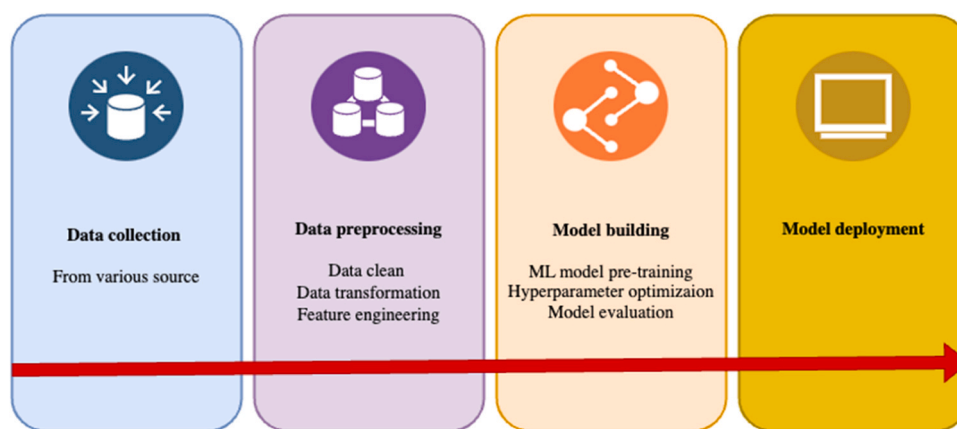 Data collection
From various source
Data preprocessing
Data clean
Data transformation
Feature engineering
Model building
ML model pre-training
Hyperparameter optimizaion
Model evaluation
Model deployment